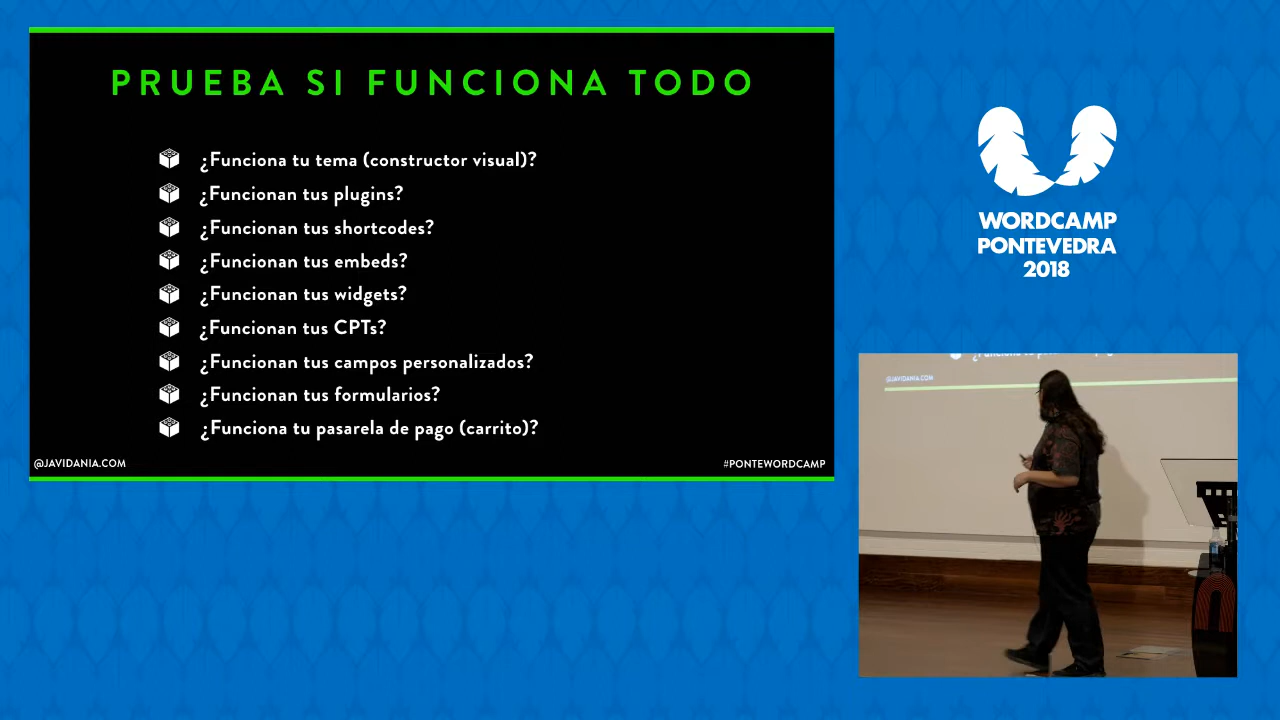 PRUEBA SI FUNCIONA TODO
¿Funciona tu tema (constructor visual)?
¿Funcionan tus plugins?
¿Funcionan tus shortcodes?
¿Funcionan tus embeds?
¿Funcionan tus widgets?
¿Funcionan tus CPTs?
¿Funcionan tus campos personalizados?
¿Funcionan tus formularios?
¿Funciona tu pasarela de pago (carrito)?
@JAVIDANIA.COM
#PONTEWORDCAMP
WORDCAMP
PONTEVEDRA
2018
@JAVIDANIA.COM